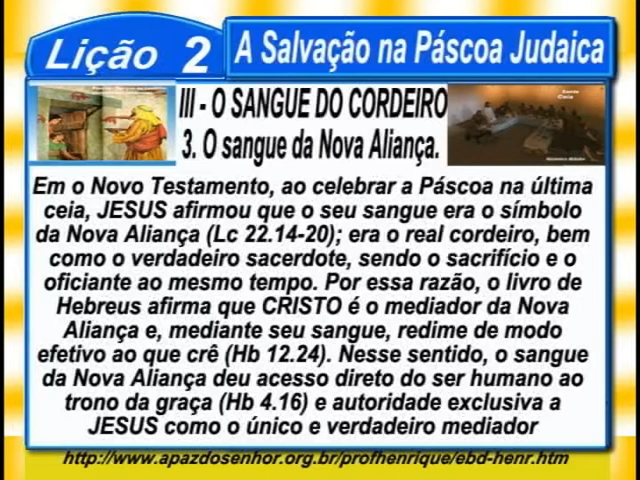 Lição 2
A Salvação na Páscoa Judaica
III - O SANGUE DO CORDEIRO
3. O sangue da Nova Aliança.
Santa
Ceia
Em o Novo Testamento, ao celebrar a Páscoa na última
ceia, JESUS afirmou que o seu sangue era o símbolo
da Nova Aliança (Lc 22.14-20); era o real cordeiro, bem
como o verdadeiro sacerdote, sendo o sacrifício e o
oficiante ao mesmo tempo. Por essa razão, o livro de
Hebreus afirma que CRISTO é o mediador da Nova
Aliança e, mediante seu sangue, redime de modo
efetivo ao que crê (Hb 12.24). Nesse sentido, o sangue
da Nova Aliança deu acesso direto do ser humano ao
trono da graça (Hb 4.16) e autoridade exclusiva a
JESUS como o único e verdadeiro mediador
http://www.apazdosenhor.org.br/profhenrique/ebd-henr.htm